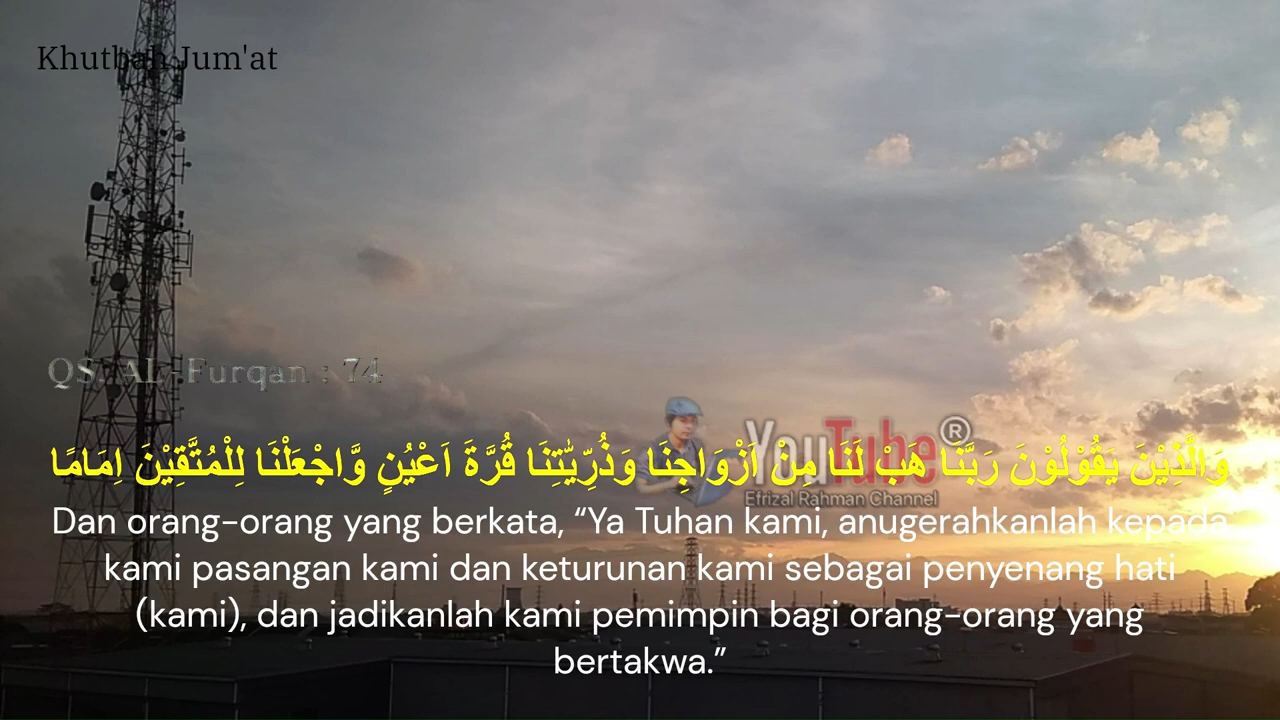 Khutbah Jum'at
QS. AL-Furqan : 74
YouTube®
وَالَّذِيْنَ يَقُوْلُوْنَ رَبَّنَا هَبْ لَنَا مِنْ اَزْوَاجِنَا وَذُرِّيّٰتِنَا قُرَّةَ اَعْيُنٍ وَّاجْعَلْنَا لِلْمُتَّقِيْنَ اِمَامًا
Efrizal Rahman Channel
Dan orang-orang yang berkata, “Ya Tuhan kami, anugerahkanlah kepada
kami pasangan kami dan keturunan kami sebagai penyenang hati
(kami), dan jadikanlah kami pemimpin bagi orang-orang yang
bertakwa.”